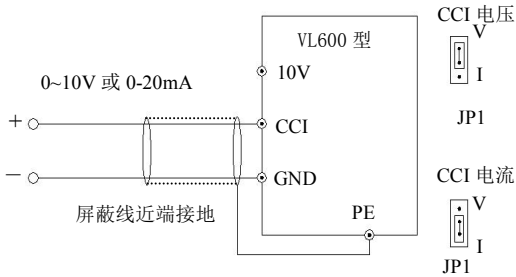 CCI 电压
V
I
JP1
VL600 型
10V
0~10V 或 0-20mA
+
CCI
−
GND
屏蔽线近端接地
PE
CCI 电流
V
I
JP1